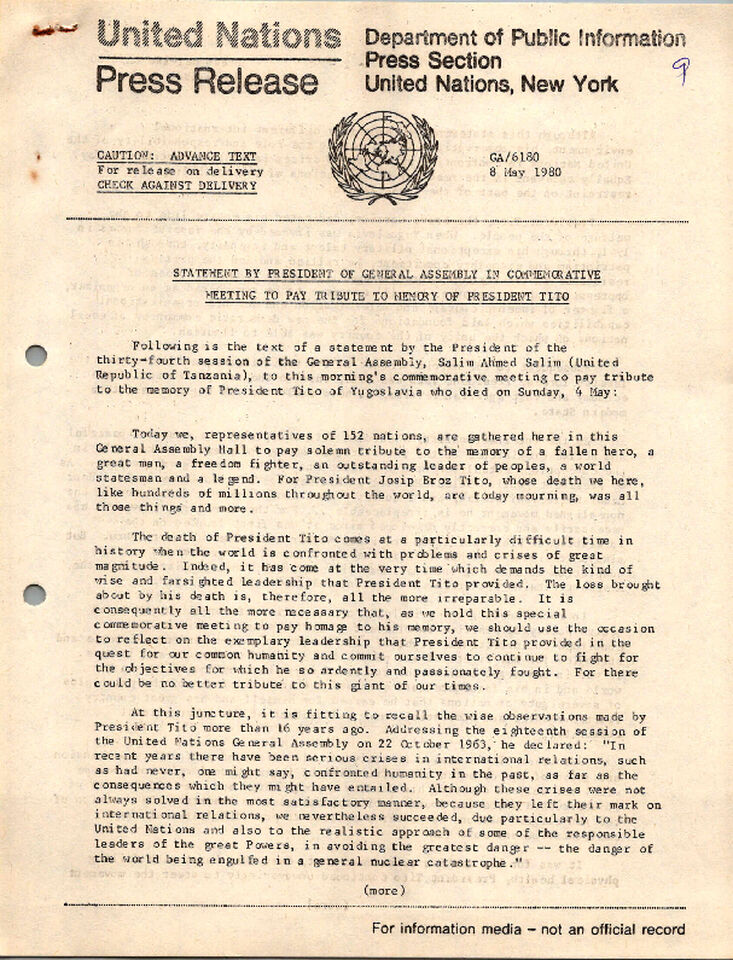 United Nations
Press Release
Department of Public Information
Press Section
United Nations, New York
CAUTION: ADVANCE TEXT
For release on delivery
CHECK AGAINST DELIVERY
GA/6180
8 May 1980
STATEMENT BY PRESIDENT OF GENERAL ASSEMBLY IN COMMEMORATIVE
MEETING TO PAY TRIBUTE TO MEMORY OF PRESIDENT TITO
Following is the text of a statement by the President of the
thirty-fourth session of the General Assembly, Salim Ahmed Salim (United
Republic of Tanzania), to this morning's commemorative meeting to pay tribute
to the memory of President Tito of Yugoslavia who died on Sunday, 4 May:
Today we, representatives of 152 nations, are gathered here in this
General Assembly Hall to pay solemn tribute to the memory of a fallen hero, a
great man, a freedom fighter, an outstanding leader of peoples, a world
statesman and a legend. For President Josip Broz Tito, whose death we here,
like hundreds of millions throughout the world, are today mourning, was all
those things and more.
The death of President Tito comes at a particularly difficult time in
history when the world is confronted with problems and crises of great
magnitude. Indeed, it has come at the very time which demands the kind of
wise and farsighted leadership that President Tito provided. The loss brought
about by his death is, therefore, all the more irreparable. It is
consequently all the more necessary that, as we hold this special
commemorative meeting to pay homage to his memory, we should use the occasion
to reflect on the exemplary leadership that President Tito provided in the
quest for our common humanity and commit ourselves to continue to fight for
the objectives for which he so ardently and passionately fought. For there
could be no better tribute to this giant of our times.
At this juncture, it is fitting to recall the wise observations made by
President Tito more than 16 years ago. Addressing the eighteenth session of
the United Nations General Assembly on 22 October 1963, he declared: "In
recent years there have been serious crises in international relations, such
as had never, one might say, confronted humanity in the past, as far as the
consequences which they might have entailed. Although these crises were not
always solved in the most satisfactory manner, because they left their mark on
international relations, we nevertheless succeeded, due particularly to the
United Nations and also to the realistic approach of some of the responsible
leaders of the great Powers, in avoiding the greatest danger -- the danger of
the world being engulfed in a general nuclear catastrophe."
(more)
For information media - not an official record